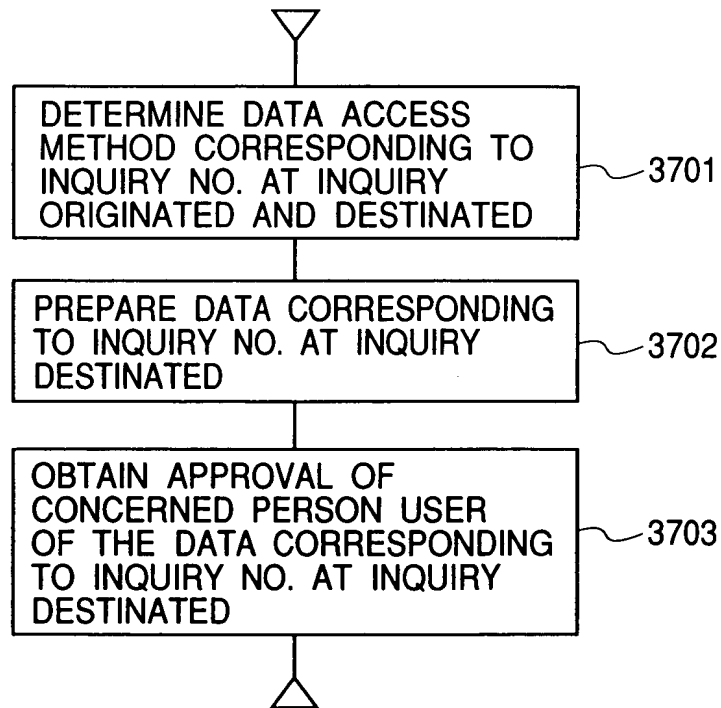 DETERMINE DATA ACCESS
METHOD CORRESPONDING TO
INQUIRY NO. AT INQUIRY
ORIGINATED AND DESTINATED
3701
PREPARE DATA CORRESPONDING
TO INQUIRY NO. AT INQUIRY
DESTINATED
3702
OBTAIN APPROVAL OF
CONCERNED PERSON USER
OF THE DATA CORRESPONDING
TO INQUIRY NO. AT INQUIRY
DESTINATED
3703